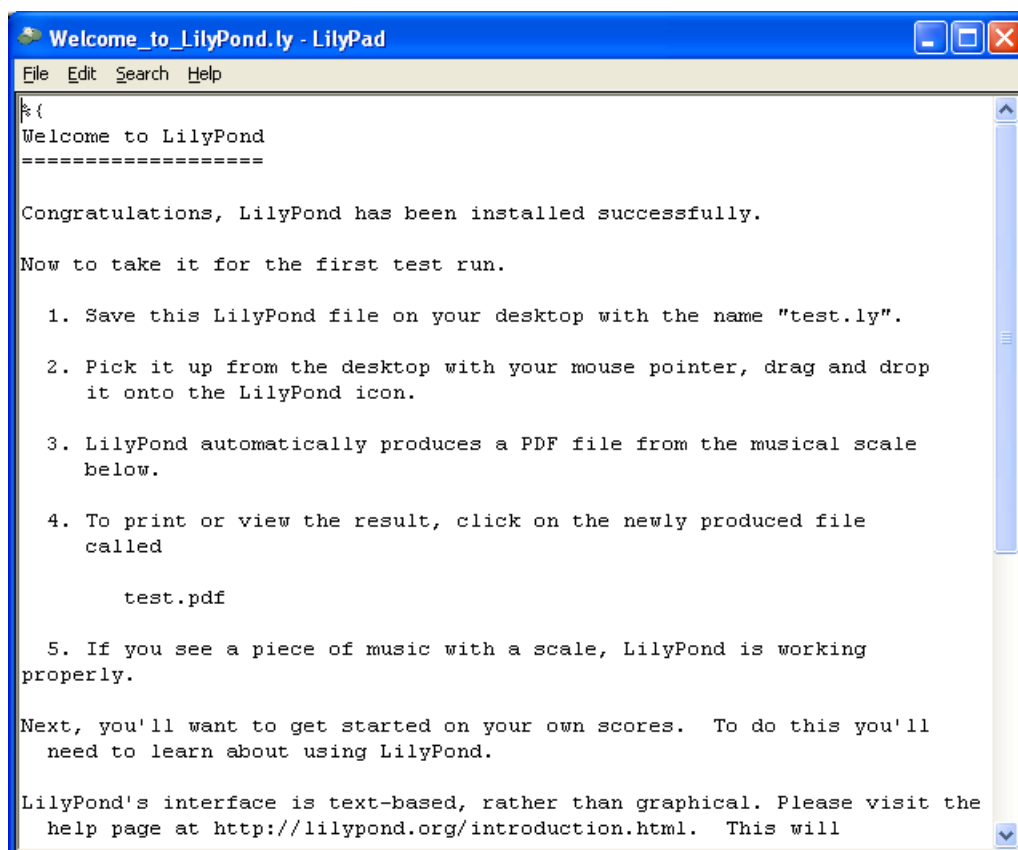 Welcome_to_LilyPond.ly - LilyPad
File Edit Search Help
%{
Welcome to LilyPond
===================
Congratulations, LilyPond has been installed successfully.
Now to take it for the first test run.
1. Save this LilyPond file on your desktop with the name "test.ly".
2. Pick it up from the desktop with your mouse pointer, drag and drop
it onto the LilyPond icon.
3. LilyPond automatically produces a PDF file from the musical scale
below.
4. To print or view the result, click on the newly produced file
called
test.pdf
5. If you see a piece of music with a scale, LilyPond is working
properly.
Next, you'll want to get started on your own scores.  To do this you'll
need to learn about using LilyPond.
LilyPond's interface is text-based, rather than graphical. Please visit the
help page at http://lilypond.org/introduction.html.  This will